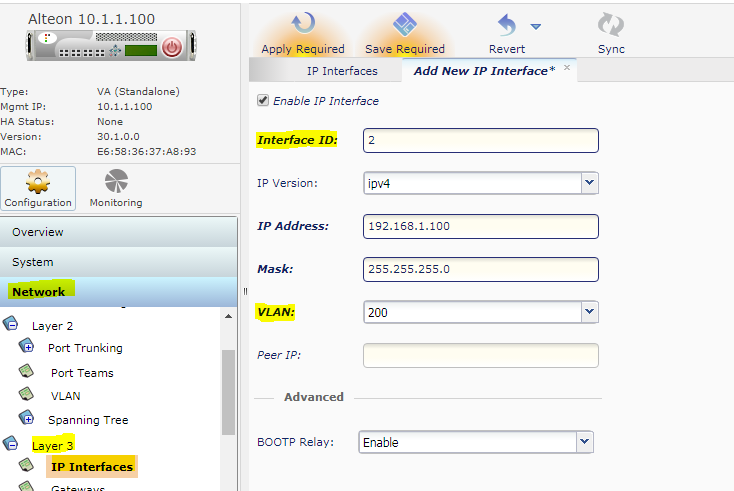 Alteon 10.1.1.100
Type: VA (Standalone)
Mgmt IP: 10.1.1.100
HA Status: None
Version: 30.1.0.0
MAC: E6:58:36:37:A8:93
Configuration Monitoring
Overview
System
Network
Layer 2
Port Trunking
Port Teams
VLAN
Spanning Tree
Layer 3
IP Interfaces
Gateways
Apply Required Save Required Revert Sync
IP Interfaces Add New IP Interface*
Enable IP Interface
Interface ID: 2
IP Version: ipv4
IP Address: 192.168.1.100
Mask: 255.255.255.0
VLAN: 200
Peer IP:
Advanced
BOOTP Relay: Enable